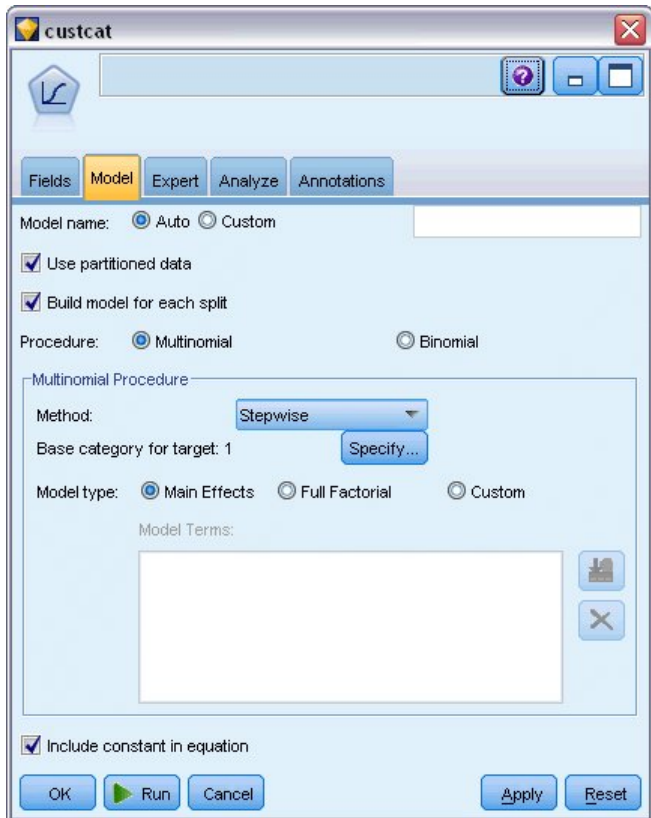 custcat
Fields Model Expert Analyze Annotations
Model name: Auto Custom
Use partitioned data
Build model for each split
Procedure: Multinomial Binomial
Multinomial Procedure
Method: Stepwise
Base category for target: 1 Specify...
Model type: Main Effects Full Factorial Custom
Model Terms:
Include constant in equation
OK Run Cancel Apply Reset